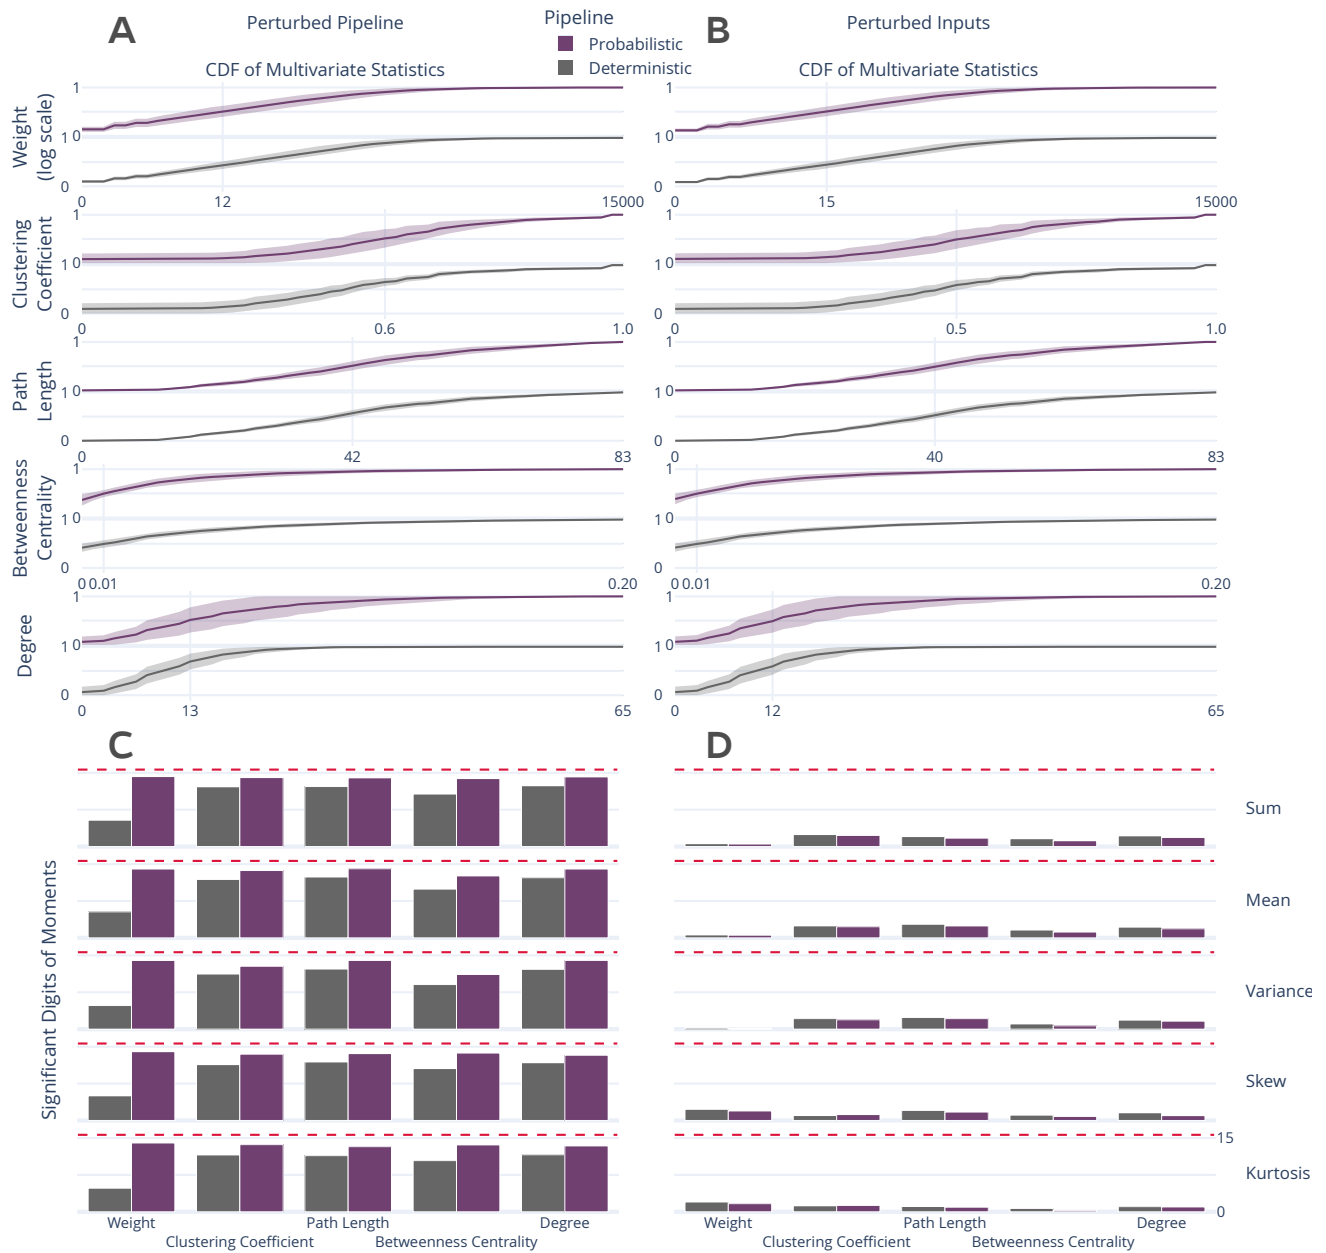 A
Perturbed Pipeline
Pipeline
Probabilistic
Deterministic
B
Perturbed Inputs
CDF of Multivariate Statistics
CDF of Multivariate Statistics
Weight
(log scale)
1
1 0
0
0 12 15000
1
1 0
0
0 15 15000
Clustering
Coefficient
1
1 0
0
0 0.6 1.0
1
1 0
0
0 0.5 1.0
Path
Length
1
1 0
0
0 42 83
1
1 0
0
0 40 83
Betweenness
Centrality
1
1 0
0
0 0.01 0.20
1
1 0
0
0 0.01 0.20
Degree
1
1 0
0
0 13 65
1
1 0
0
0 12 65
C
D
Significant Digits of Moments
Sum
Mean
Variance
Skew
15
Kurtosis
0
Weight
Clustering Coefficient
Path Length
Betweenness Centrality
Degree
Weight
Clustering Coefficient
Path Length
Betweenness Centrality
Degree